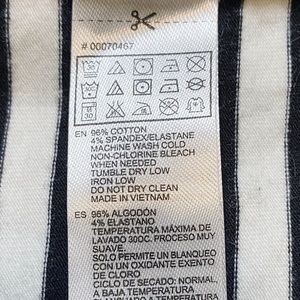 # 00070467
EN 96% COTTON
4% SPANDEX/ELASTANE
MACHINE WASH COLD
NON-CHLORINE BLEACH
WHEN NEEDED
TUMBLE DRY LOW
IRON LOW
DO NOT DRY CLEAN
MADE IN VIETNAM
ES 96% ALGODÓN
4% ELASTANO
TEMPERATURA MÁXIMA DE
LAVADO 30OC. PROCESO MUY
SUAVE.
SOLO PERMITE UN BLANQUEO
CON UN OXIDANTE EXENTO
DE CLORO
CICLO DE SECADO: NORMAL,
A BAJA TEMPERATURA